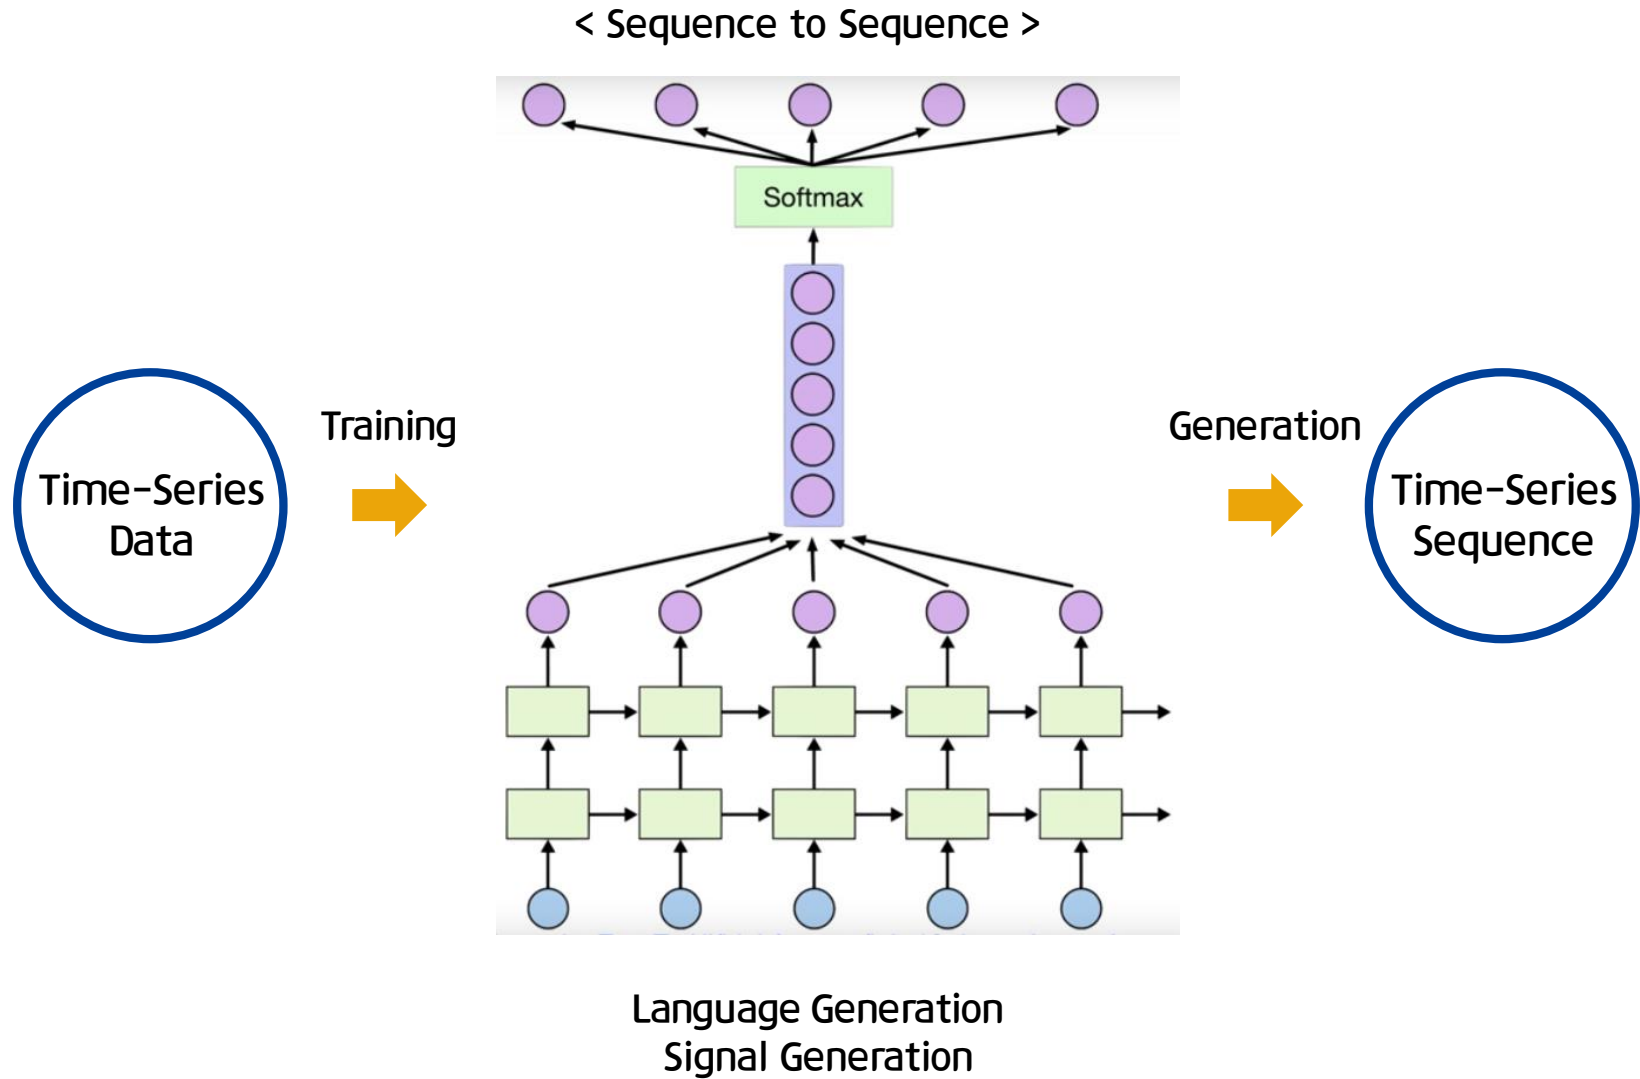 < Sequence to Sequence >
Softmax
Training
Generation
Time-Series
Data
Time-Series
Sequence
Language Generation
Signal Generation